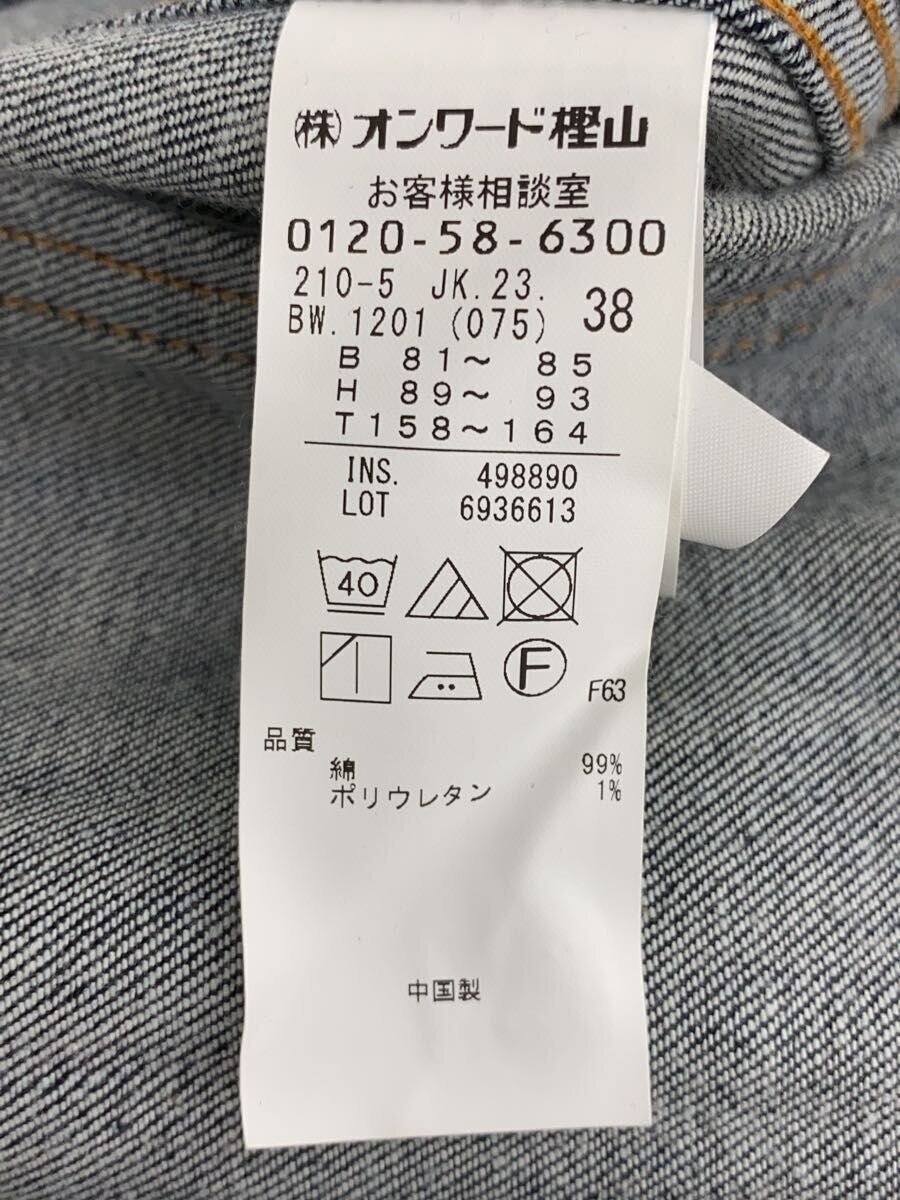 (株)オンワード樫山
お客様相談室
0120-58-6300
210-5 JK.23.
BW.1201 (075) 38
B 81～ 85
H 89～ 93
T158～164
INS. 498890
LOT 6936613
40
F F63
品質
綿 99%
ポリウレタン 1%
中国製